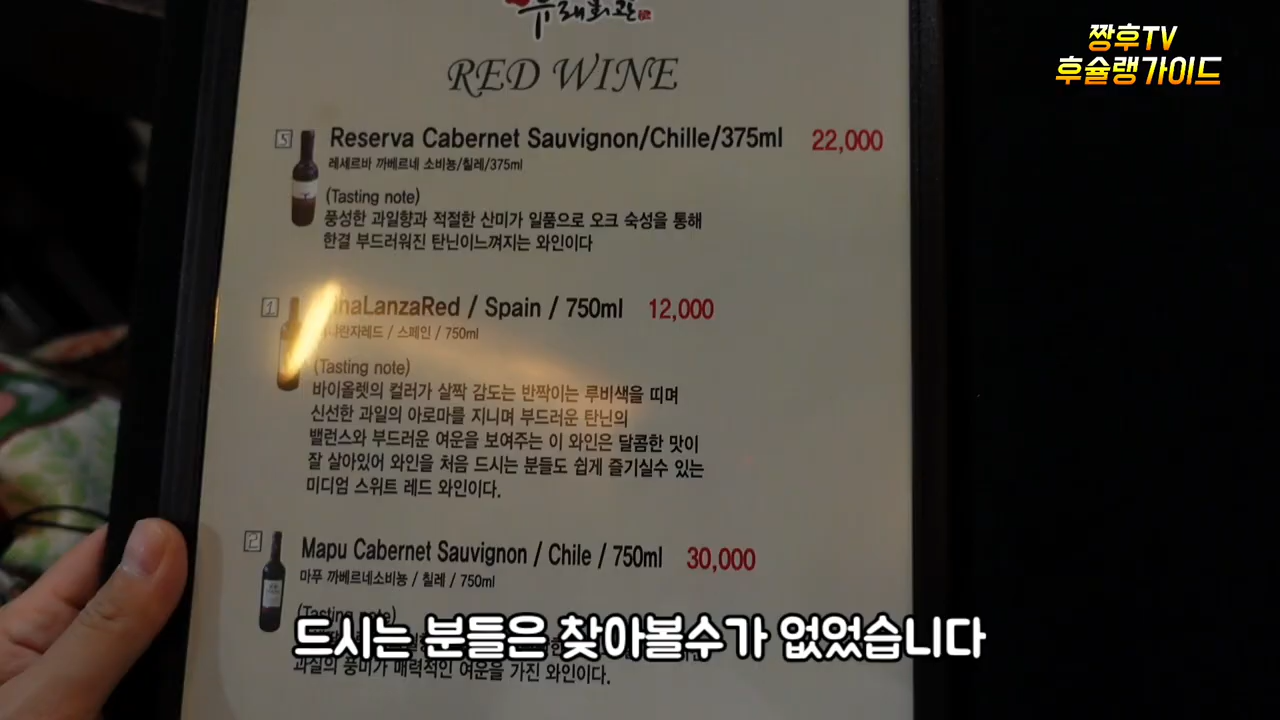 유래회관
짱후TV
후슐랭가이드
RED WINE
5
Reserva Cabernet Sauvignon/Chille/375ml 22,000
레세르바 까베르네 소비뇽/칠레/375ml
(Tasting note)
풍성한 과일향과 적절한 산미가 일품으로 오크 숙성을 통해
한결 부드러워진 탄닌이느껴지는 와인이다
1
/ Spain / 750ml 12,000
/ 스페인 / 750ml
(Tasting note)
바이올렛의 컬러가 살짝 감도는 반짝이는 루비색을 띠며
신선한 과일의 아로마를 지니며 부드러운 탄닌의
밸런스와 부드러운 여운을 보여주는 이 와인은 달콤한 맛이
잘 살아있어 와인을 처음 드시는 분들도 쉽게 즐기실수 있는
미디엄 스위트 레드 와인이다.
2
Mapu Cabernet Sauvignon / Chile / 750ml 30,000
마푸 까베르네소비뇽 / 칠레 / 750ml
(Tasting note)
드시는 분들은 찾아볼수가 없었습니다
과실의 풍미가 매력적인 여운을 가진 와인이다.